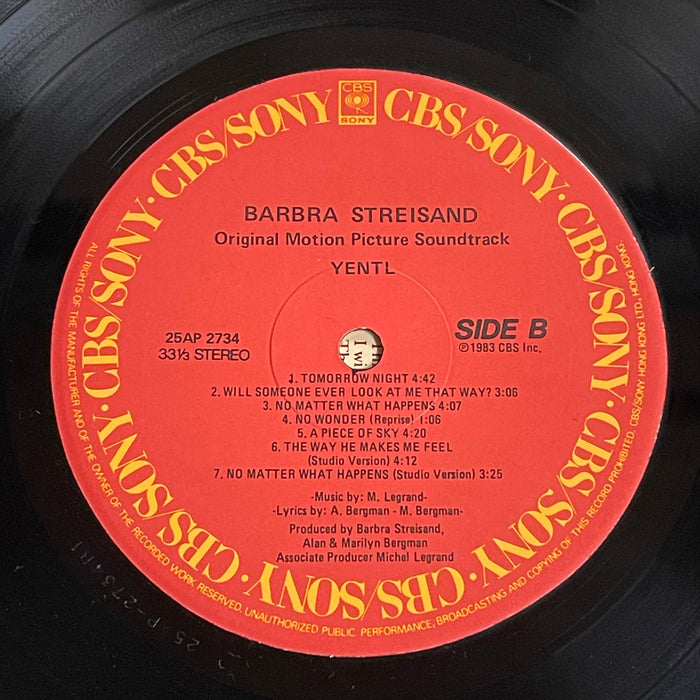 CBS
SONY
CBS/SONY · CBS/SONY · CBS/SONY · CBS/SONY · CBS/SONY · CBS/SONY · CBS/SONY · CBS/SONY
BARBRA STREISAND
Original Motion Picture Soundtrack
YENTL
25AP 2734
33⅓ STEREO
SIDE B
℗1983 CBS Inc.
I wi
1. TOMORROW NIGHT 4:42
2. WILL SOMEONE EVER LOOK AT ME THAT WAY? 3:06
3. NO MATTER WHAT HAPPENS 4:07
4. NO WONDER (Reprise) 1:06
5. A PIECE OF SKY 4:20
6. THE WAY HE MAKES ME FEEL
(Studio Version) 4:12
7. NO MATTER WHAT HAPPENS (Studio Version) 3:25
-Music by: M. Legrand-
-Lyrics by: A. Bergman - M. Bergman-
Produced by Barbra Streisand,
Alan & Marilyn Bergman
Associate Producer Michel Legrand
ALL RIGHTS OF THE MANUFACTURER AND OF THE OWNER OF THE RECORDED WORK RESERVED. UNAUTHORIZED PUBLIC PERFORMANCE, BROADCASTING AND COPYING OF THIS RECORD PROHIBITED. CBS/SONY HONG KONG LTD., HONG KONG.